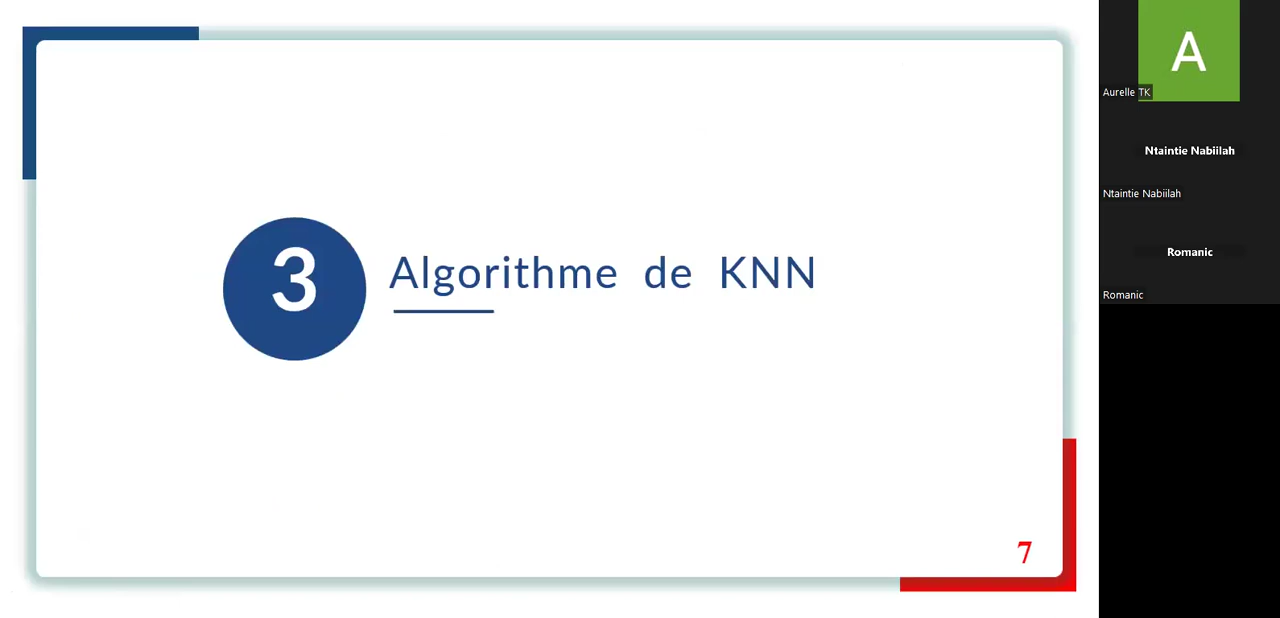 3
Algorithme de KNN
7
A
Aurelle TK
Ntaintie Nabiilah
Ntaintie Nabiilah
Romanic
Romanic